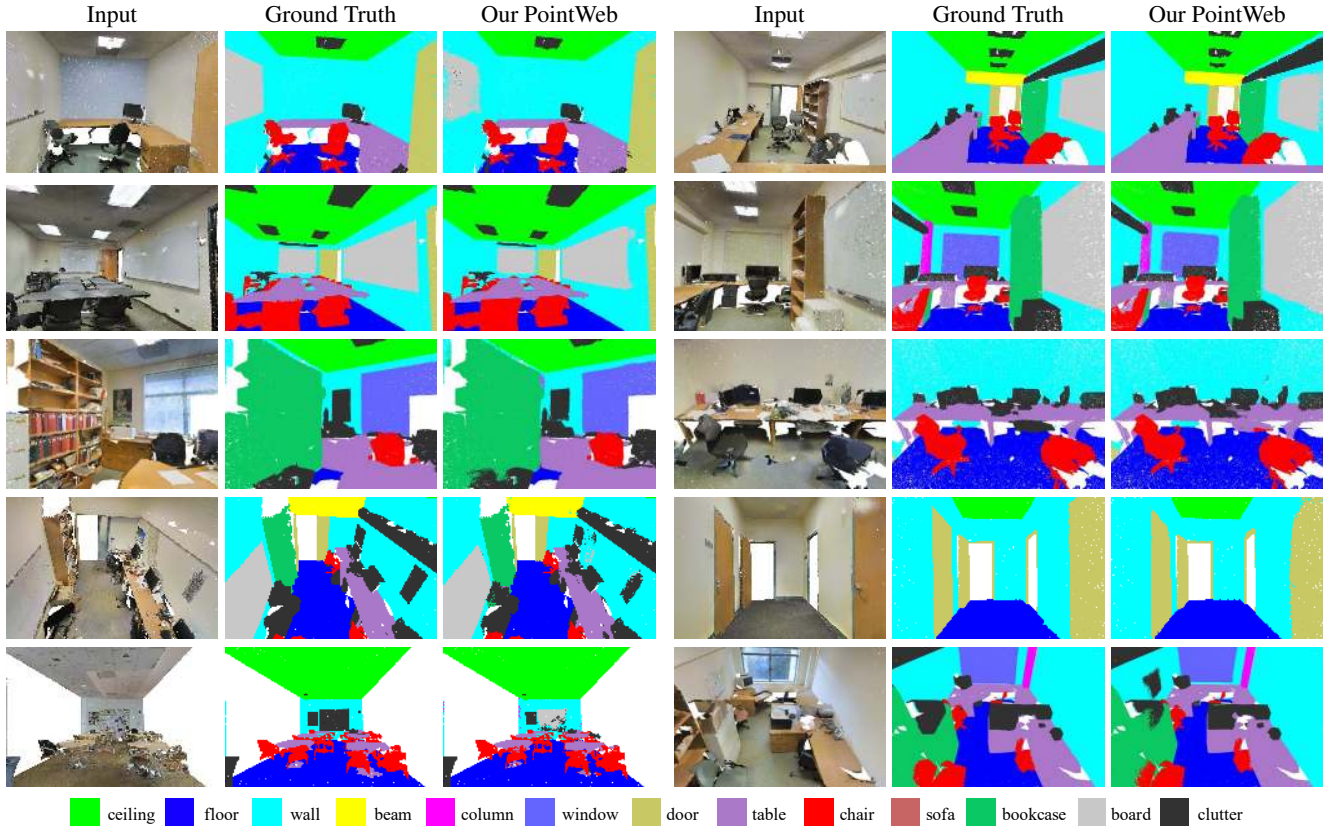 Input Ground Truth Our PointWeb Input Ground Truth Our PointWeb
ceiling floor wall beam column window door table chair sofa bookcase board clutter